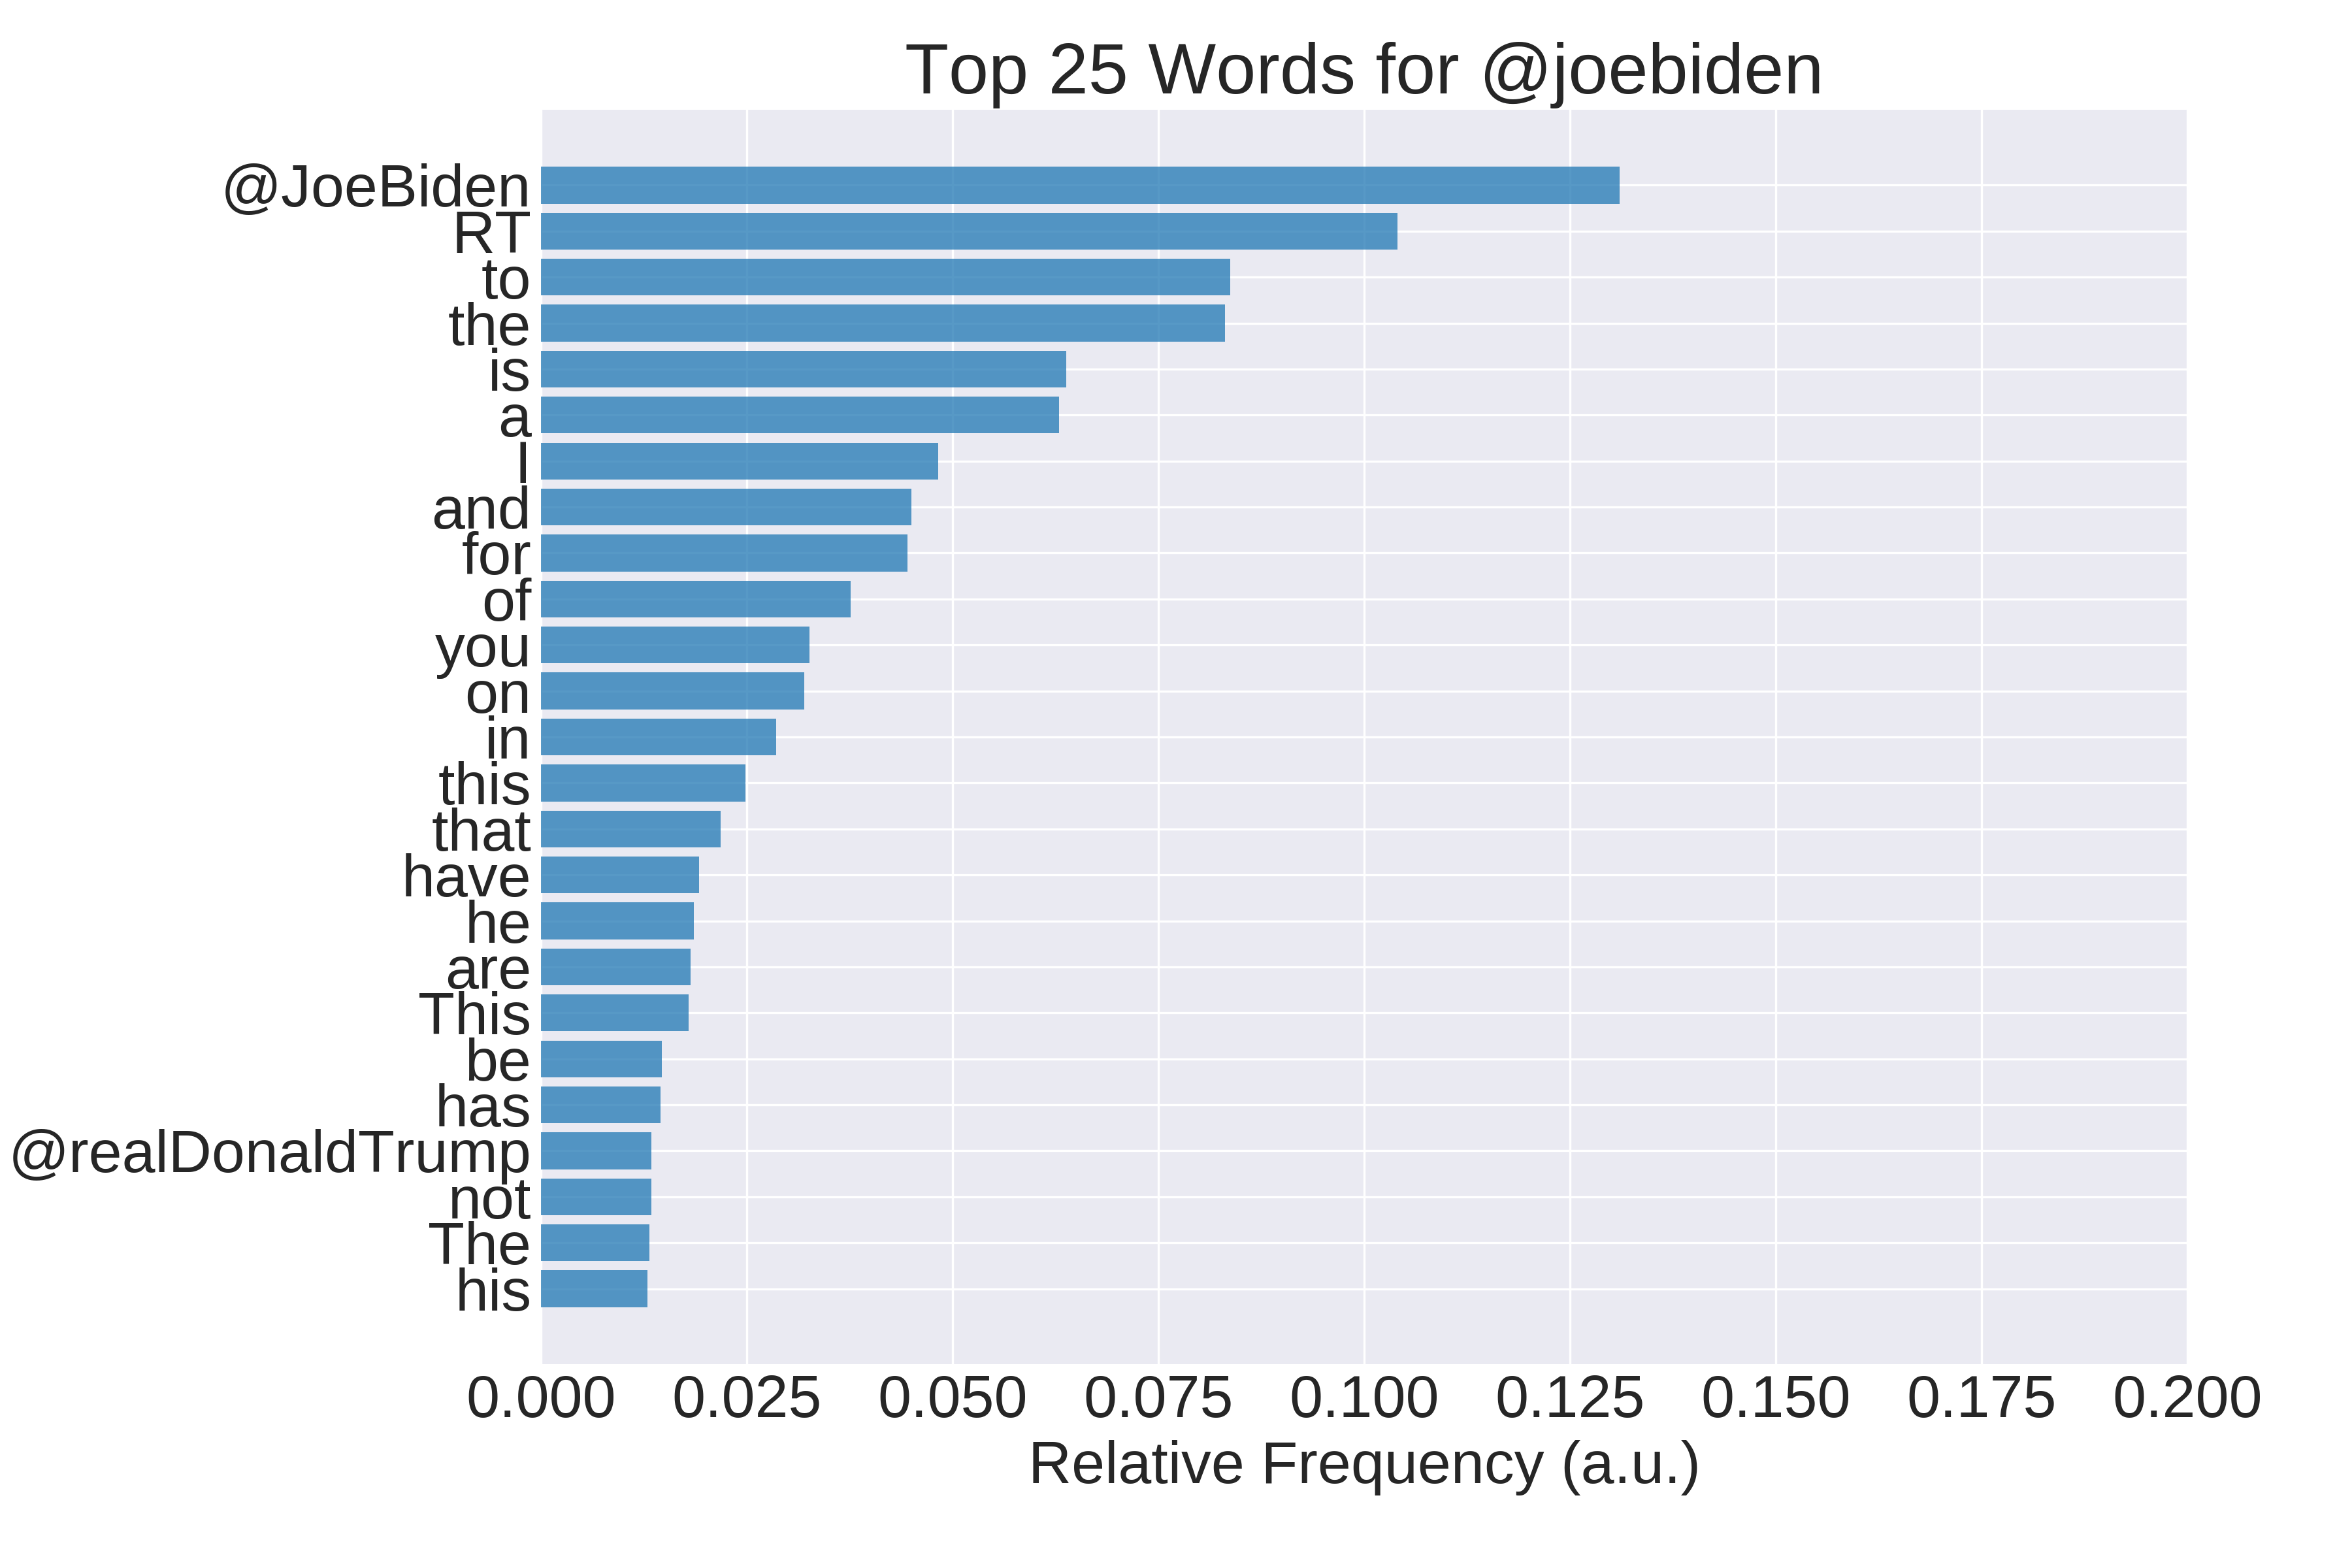 Top 25 Words for @joebiden
@JoeBiden
RT
to
the
is
a
I
and
for
of
you
on
in
this
that
have
he
are
This
be
has
@realDonaldTrump
not
The
his
0.000 0.025 0.050 0.075 0.100 0.125 0.150 0.175 0.200
Relative Frequency (a.u.)